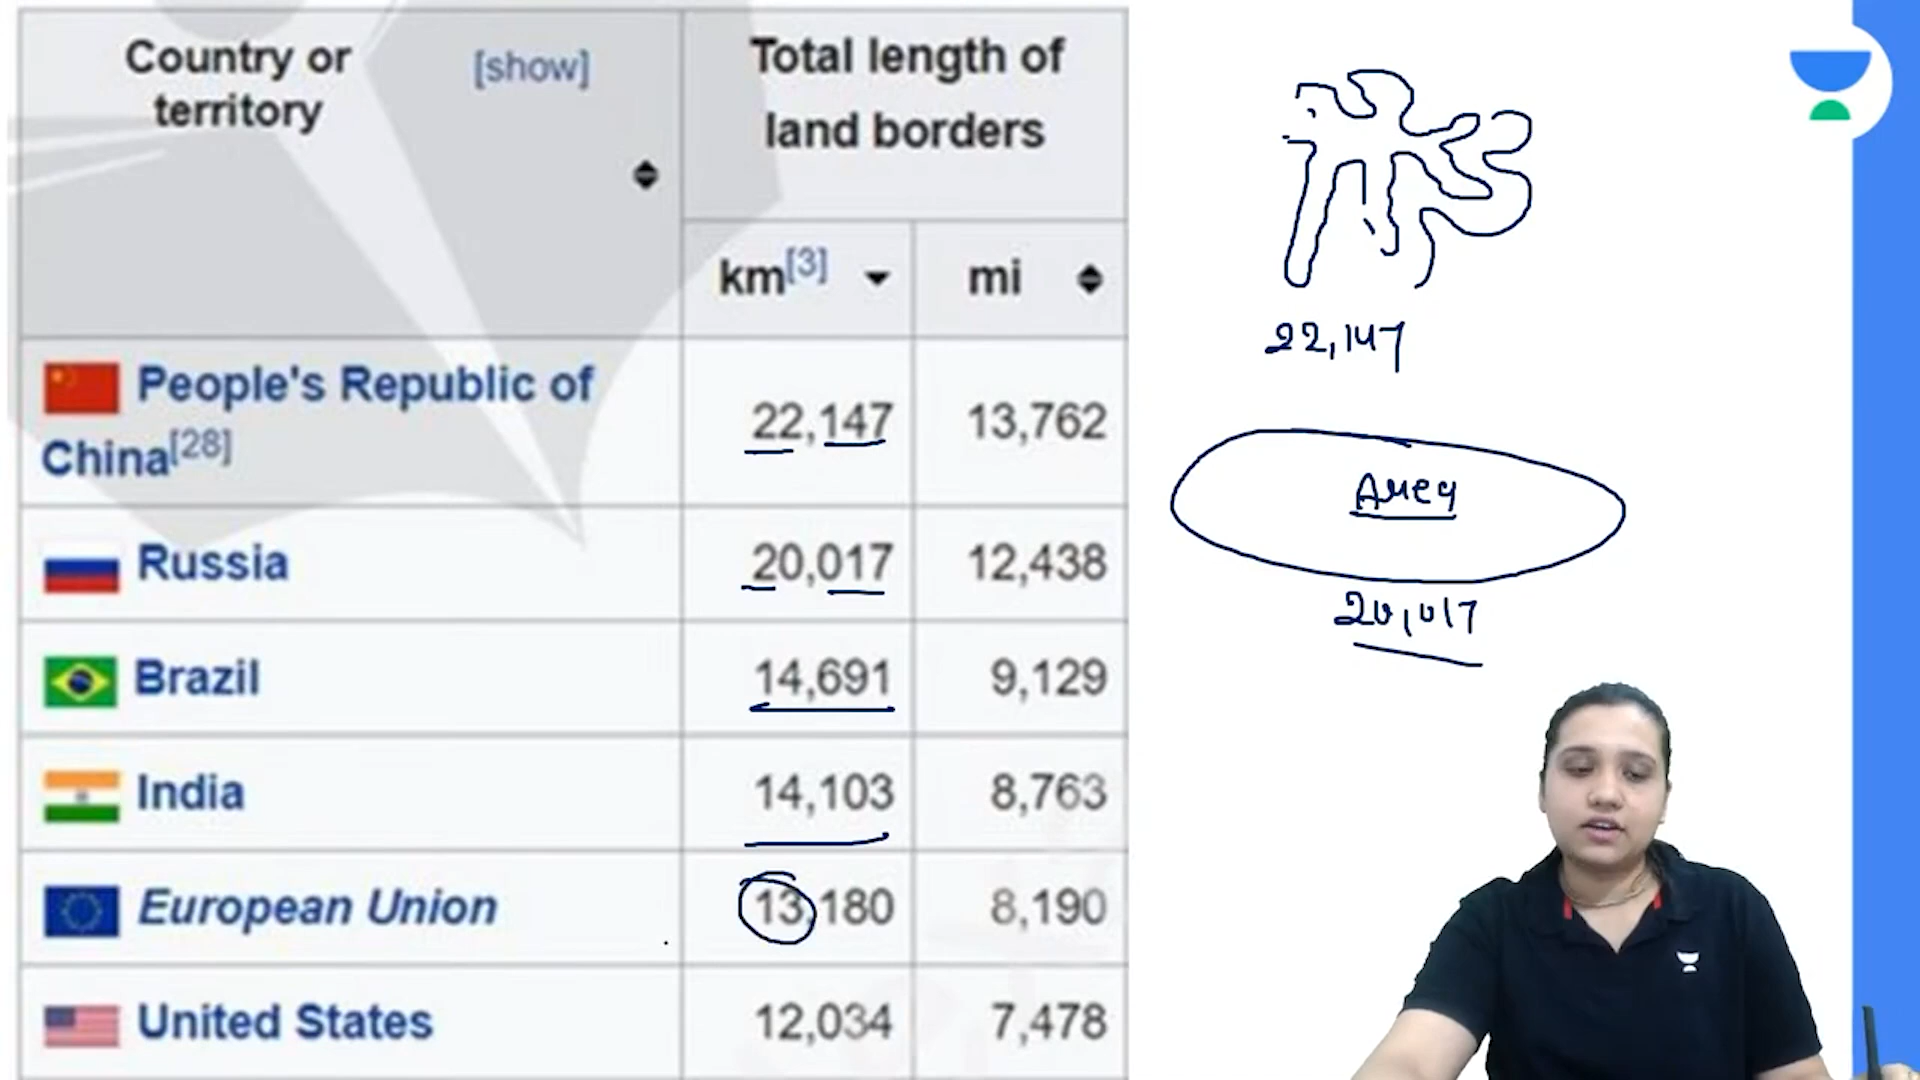 Country or territory [show]
Total length of land borders
km[3] mi
People's Republic of China[28] 22,147 13,762
Russia 20,017 12,438
Brazil 14,691 9,129
India 14,103 8,763
European Union 13,180 8,190
United States 12,034 7,478
22,147
Area
20,017